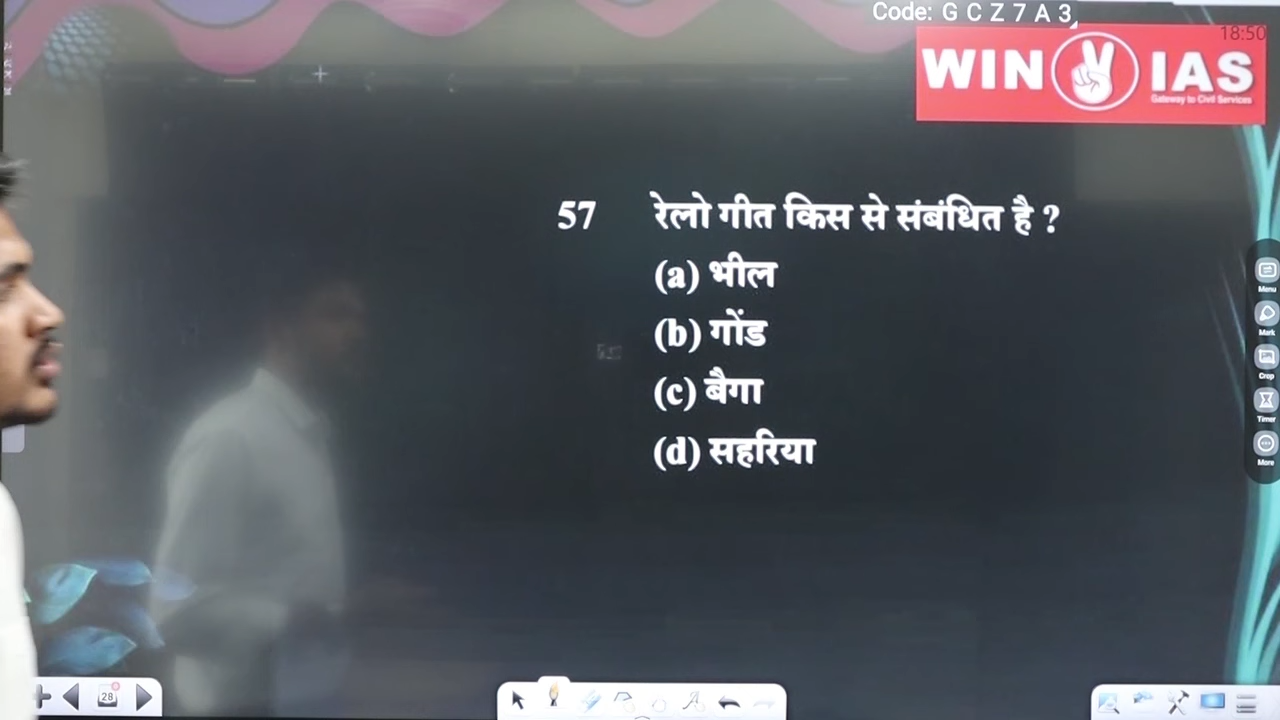 Code: G C Z 7 A 3
18:50
WIN IAS
Gateway to Civil Services
57 रेलो गीत किस से संबंधित है ?
(a) भील
(b) गोंड
(c) बैगा
(d) सहरिया
Menu
Mark
Crop
Timer
More
28